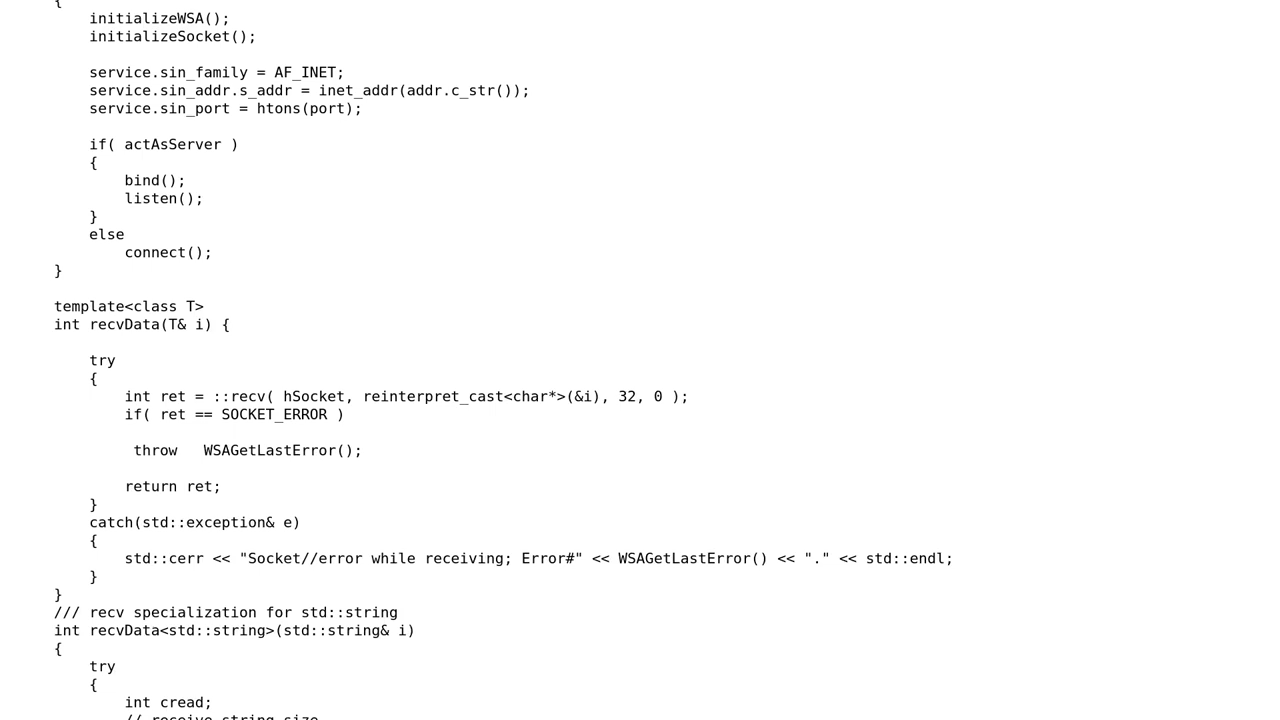 {
    initializeWSA();
    initializeSocket();

    service.sin_family = AF_INET;
    service.sin_addr.s_addr = inet_addr(addr.c_str());
    service.sin_port = htons(port);

    if( actAsServer )
    {
        bind();
        listen();
    }
    else
        connect();
}

template<class T>
int recvData(T& i) {

    try
    {
        int ret = ::recv( hSocket, reinterpret_cast<char*>(&i), 32, 0 );
        if( ret == SOCKET_ERROR )

         throw   WSAGetLastError();

        return ret;
    }
    catch(std::exception& e)
    {
        std::cerr << "Socket//error while receiving; Error#" << WSAGetLastError() << "." << std::endl;
    }
}
/// recv specialization for std::string
int recvData<std::string>(std::string& i)
{
    try
    {
        int cread;
        // receive string size